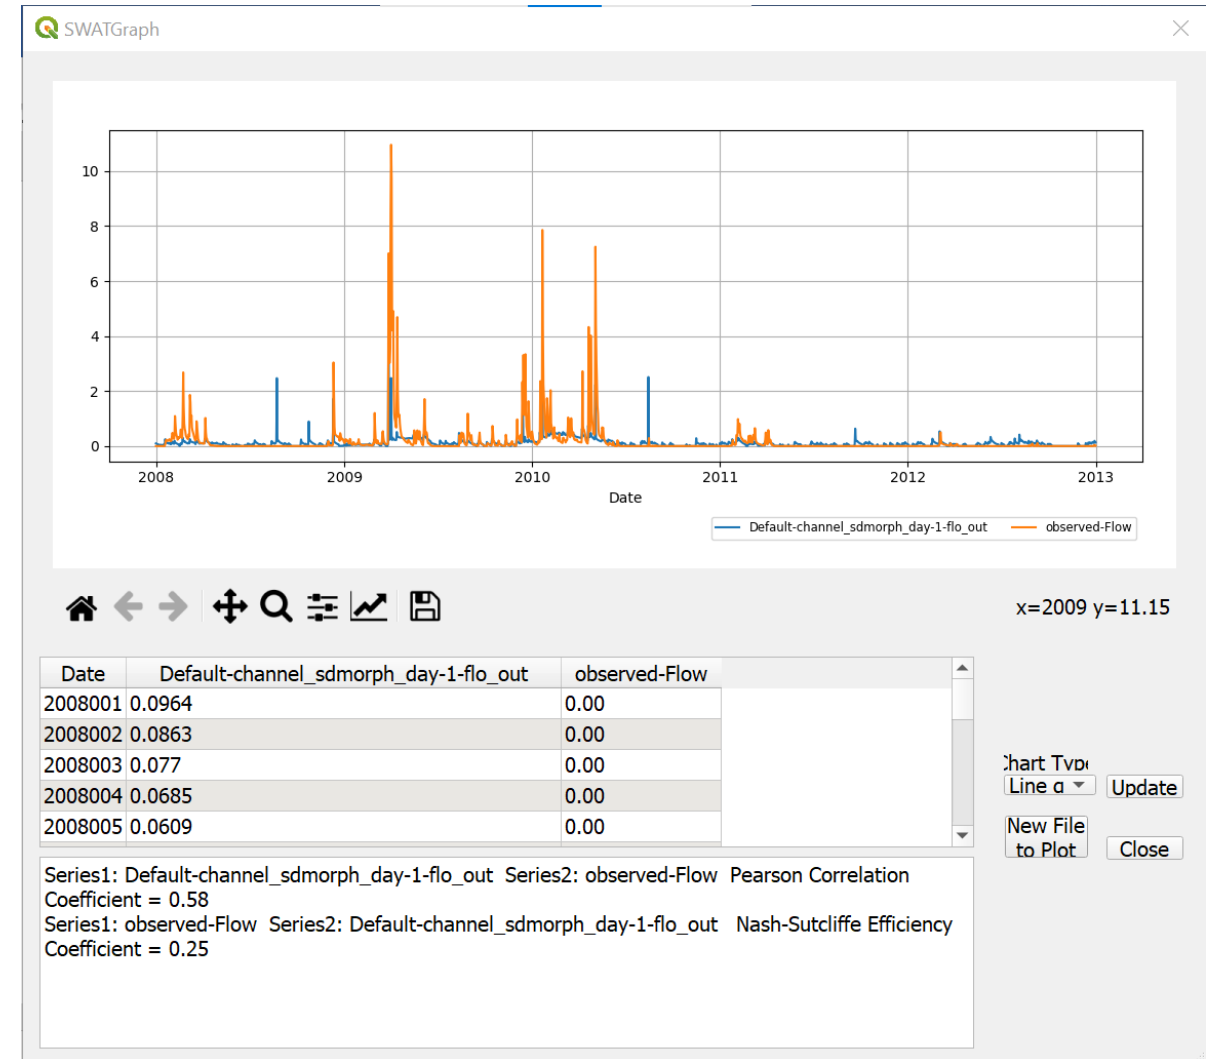 SWATGraph
10
8
6
4
2
0
2008 2009 2010 2011 2012 2013
Date
Default-channel_sdmorph_day-1-flo_out observed-Flow
x=2009 y=11.15
Date Default-channel_sdmorph_day-1-flo_out observed-Flow
2008001 0.0964 0.00
2008002 0.0863 0.00
2008003 0.077 0.00
2008004 0.0685 0.00
2008005 0.0609 0.00
Chart Type
Line g Update
New File
to Plot Close
Series1: Default-channel_sdmorph_day-1-flo_out Series2: observed-Flow Pearson Correlation
Coefficient = 0.58
Series1: observed-Flow Series2: Default-channel_sdmorph_day-1-flo_out Nash-Sutcliffe Efficiency
Coefficient = 0.25